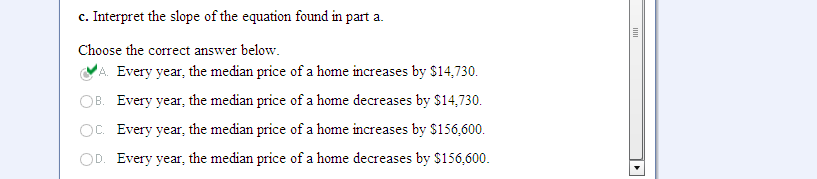 c. Interpret the slope of the equation found in part a.
Choose the correct answer below.
A. Every year, the median price of a home increases by $14,730.
B. Every year, the median price of a home decreases by $14,730.
C. Every year, the median price of a home increases by $156,600.
D. Every year, the median price of a home decreases by $156,600.